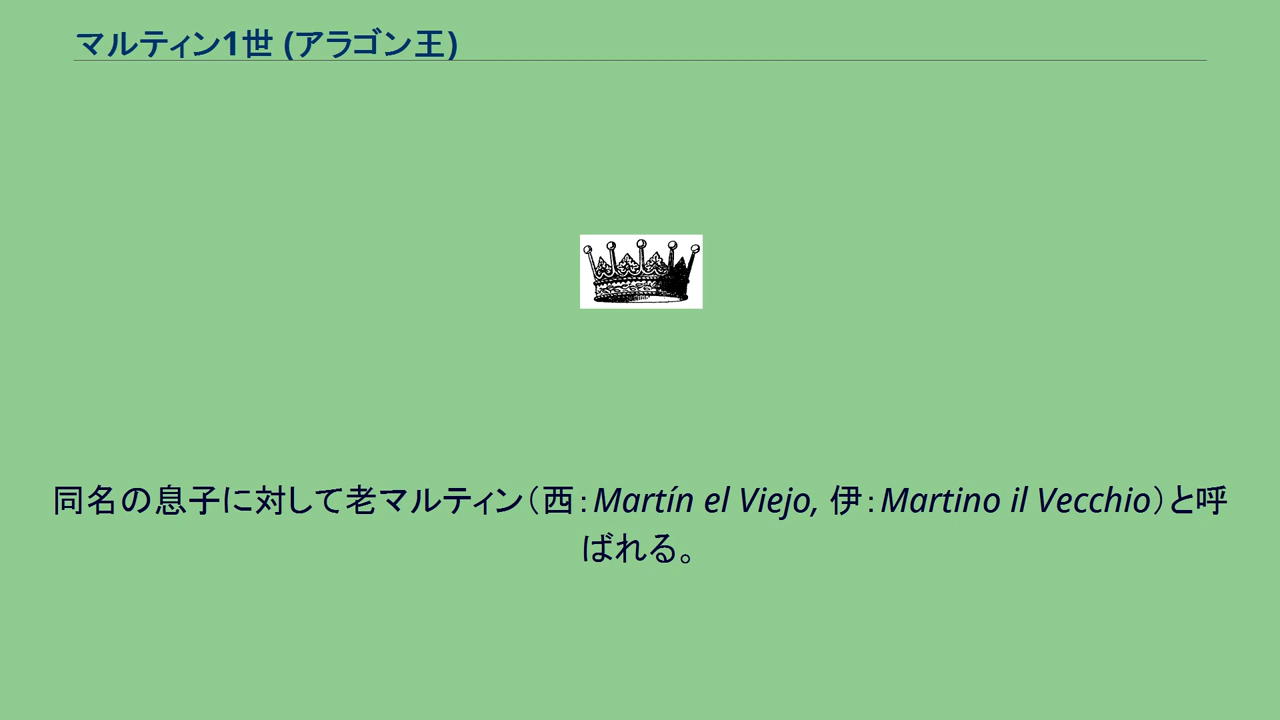 マルティン1世 (アラゴン王)
同名の息子に対して老マルティン（西：Martín el Viejo, 伊：Martino il Vecchio）と呼
ばれる。